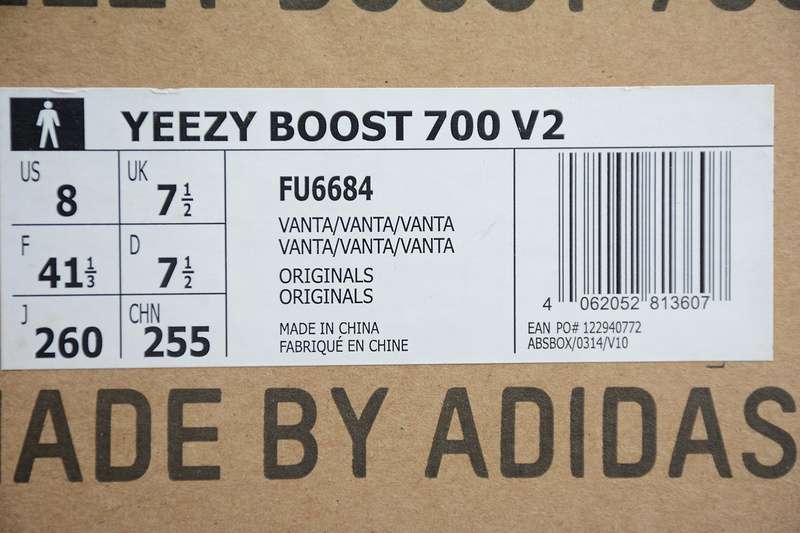 YEEZY BOOST 700 V2
US 8 UK 7 1/2
F 41 1/3 D 7 1/2
J 260 CHN 255
FU6684
VANTA/VANTA/VANTA
VANTA/VANTA/VANTA
ORIGINALS
ORIGINALS
MADE IN CHINA
FABRIQUÉ EN CHINE
4 062052 813607
EAN PO# 122940772
ABSBOX/0314/V10
MADE BY ADIDAS